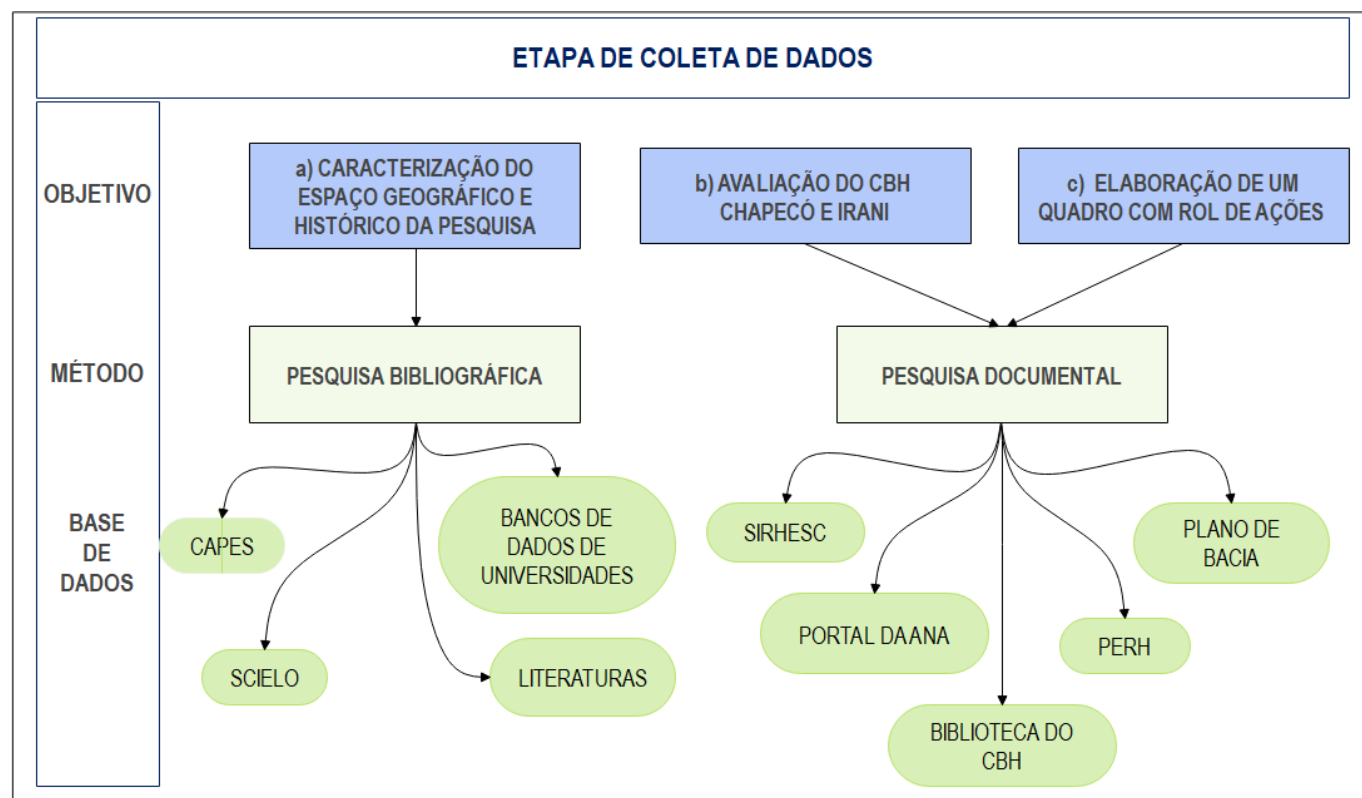 ETAPA DE COLETA DE DADOS
OBJETIVO
a) CARACTERIZAÇÃO DO
ESPAÇO GEOGRÁFICO E
HISTÓRICO DA PESQUISA
b) AVALIAÇÃO DO CBH
CHAPECÓ E IRANI
c) ELABORAÇÃO DE UM
QUADRO COM ROL DE AÇÕES
MÉTODO
PESQUISA BIBLIOGRÁFICA
PESQUISA DOCUMENTAL
BASE
DE
DADOS
CAPES
SCIELO
BANCOS DE
DADOS DE
UNIVERSIDADES
LITERATURAS
SIRHESC
PORTAL DA ANA
BIBLIOTECA DO
CBH
PERH
PLANO DE
BACIA